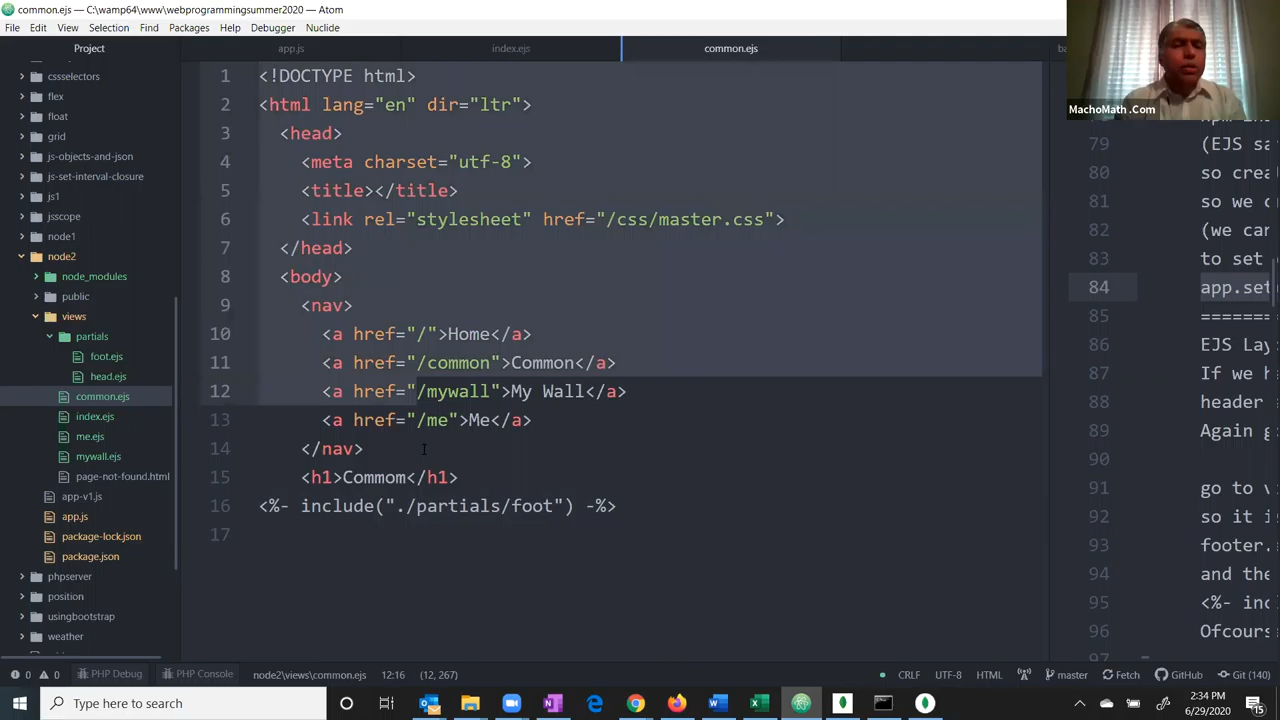 common.ejs — C:\wamp64\www\webprogrammingsummer2020 — Atom
File Edit View Selection Find Packages Help Debugger Nuclide
MachoMath .Com
Project
cssselectors
flex
float
grid
js-objects-and-json
js-set-interval-closure
js1
jsscope
node1
node2
node_modules
public
views
partials
foot.ejs
head.ejs
common.ejs
index.ejs
me.ejs
mywall.ejs
page-not-found.html
app-v1.js
app.js
package-lock.json
package.json
phpserver
position
usingbootstrap
weather
app.js index.ejs common.ejs
1 <!DOCTYPE html>
2 <html lang="en" dir="ltr">
3 <head>
4 <meta charset="utf-8">
5 <title></title>
6 <link rel="stylesheet" href="/css/master.css">
7 </head>
8 <body>
9 <nav>
10 <a href="/">Home</a>
11 <a href="/common">Common</a>
12 <a href="/mywall">My Wall</a>
13 <a href="/me">Me</a>
14 </nav>
15 <h1>Commom</h1>
16 <%- include("./partials/foot") -%>
17
79 (EJS sa
80 so crea
81 so we c
82 (we can
83 to set
84 app.set
85 =======
86 EJS Lay
87 If we h
88 header
89 Again g
90
91 go to v
92 so it i
93 footer.
94 and the
95 <%- inc
96 Ofcours
97
0 0 PHP Debug PHP Console node2\views\common.ejs 12:16 (12, 267) CRLF UTF-8 HTML master Fetch GitHub Git (140)
Type here to search
2:34 PM
6/29/2020
15